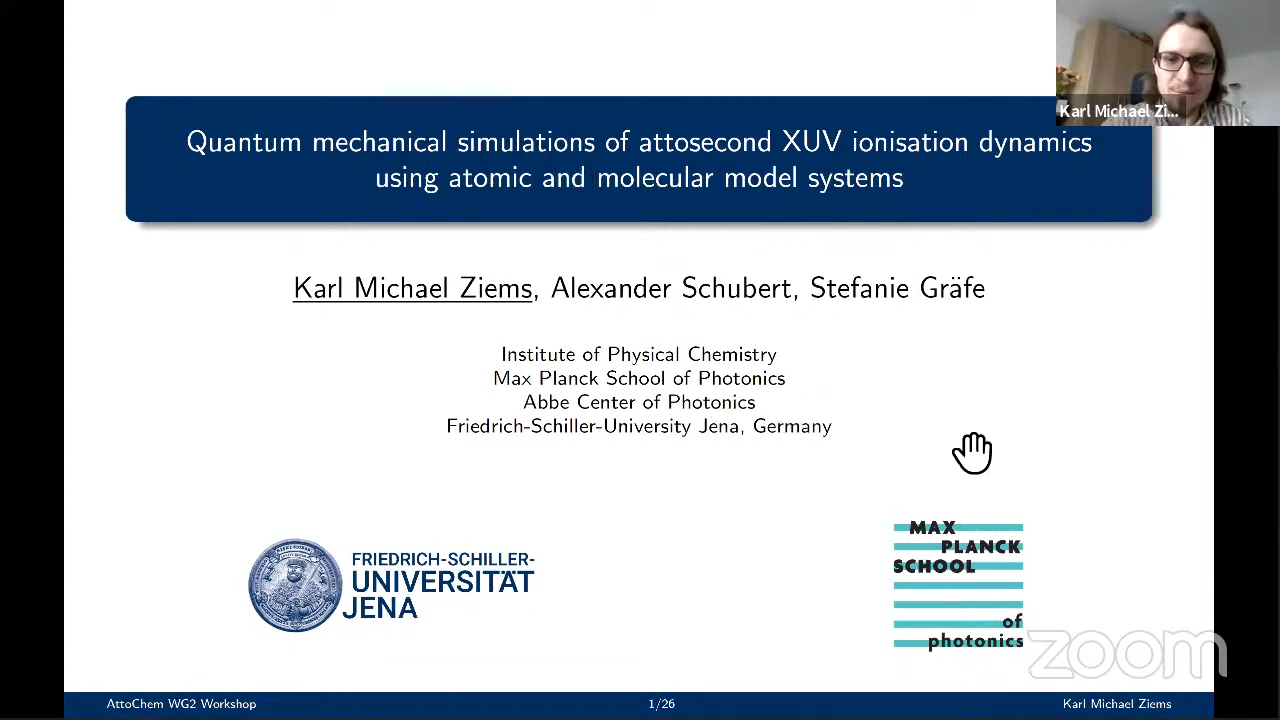 Karl Michael Zi...
Quantum mechanical simulations of attosecond XUV ionisation dynamics
using atomic and molecular model systems
Karl Michael Ziems, Alexander Schubert, Stefanie Gräfe
Institute of Physical Chemistry
Max Planck School of Photonics
Abbe Center of Photonics
Friedrich-Schiller-University Jena, Germany
FRIEDRICH-SCHILLER-
UNIVERSITÄT
JENA
MAX
PLANCK
SCHOOL
of
photonics
zoom
AttoChem WG2 Workshop
1/26
Karl Michael Ziems